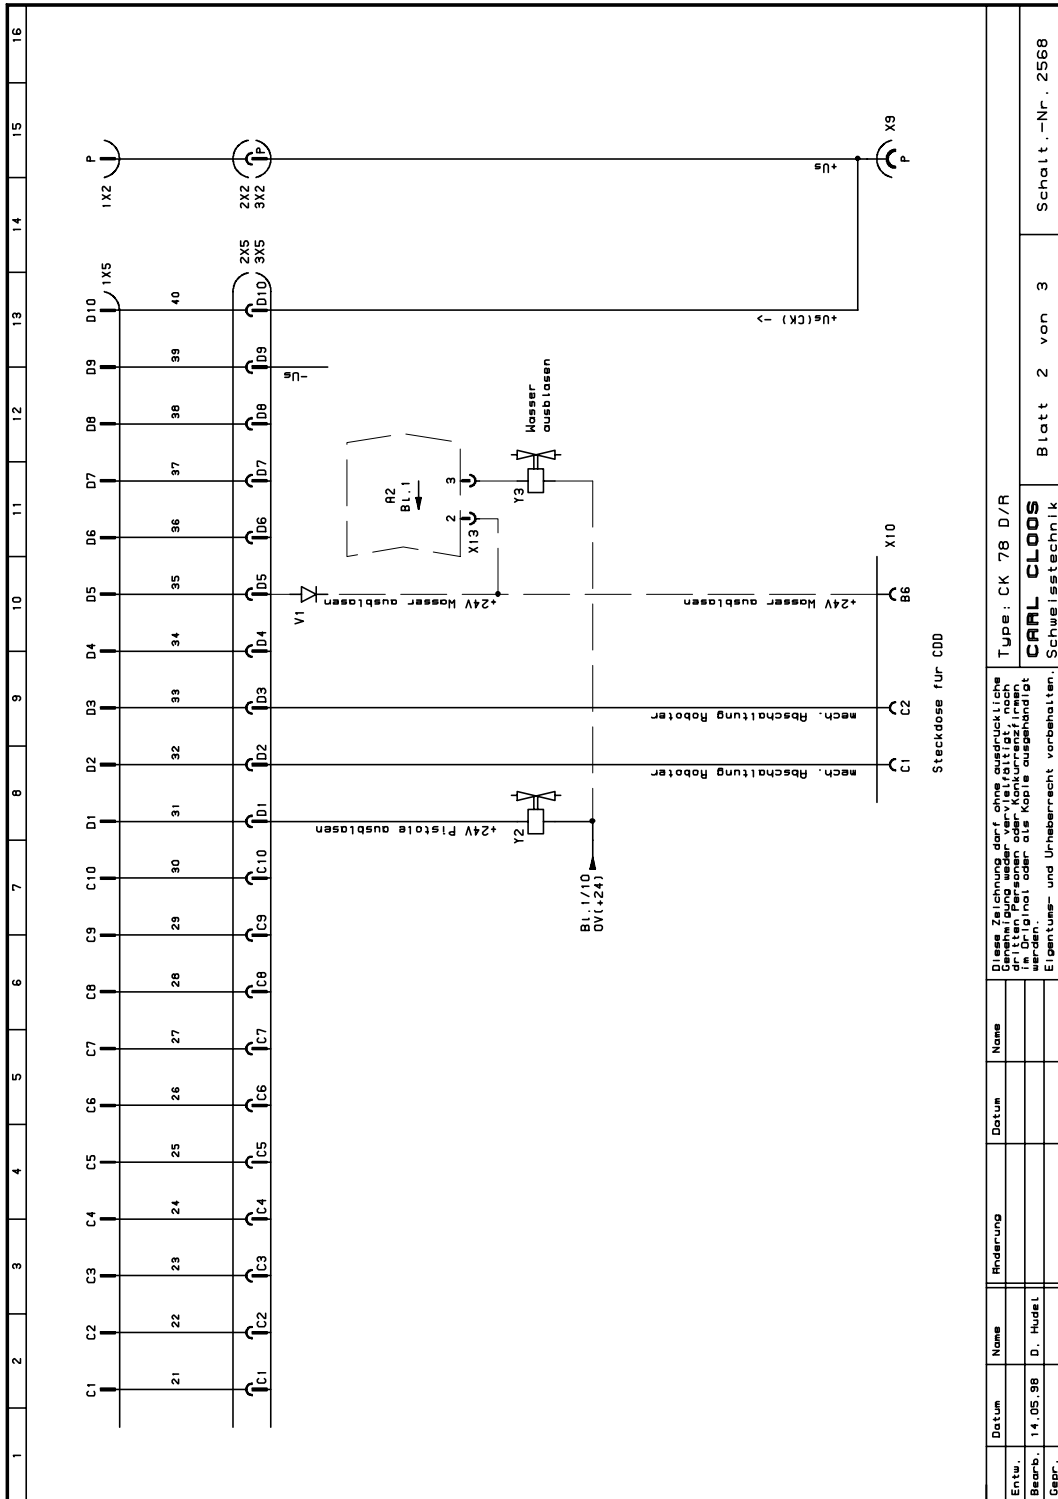 1 2 3 4 5 6 7 8 9 10 11 12 13 14 15 16
C1 C2 C3 C4 C5 C6 C7 C8 C9 C10 D1 D2 D3 D4 D5 D6 D7 D8 D9 D10 1X5 1X2 P
21 22 23 24 25 26 27 28 29 30 31 32 33 34 35 36 37 38 39 40
2X5 2X2
3X5 3X2
C1 C2 C3 C4 C5 C6 C7 C8 C9 C10 D1 D2 D3 D4 D5 D6 D7 D8 D9 D10 P
-Us
V1
A2
Bl.1
2 3
X13
Y3
Wasser
ausblasen
+24V Wasser ausblasen
+24V Wasser ausblasen
+24V Pistole ausblasen
Y2
Bl.1/10
0V(+24)
mech. Abschaltung Roboter
mech. Abschaltung Roboter
+Us(CK) ->
+Us
X10
C1 C2 B6
X9
P
Steckdose fur CDD
Datum Name Änderung Datum Name
Entw.
Bearb. 14.05.98 D. Hudel
Gepr.
Diese Zeichnung darf ohne ausdrückliche
Genehmigung weder vervielfältigt, noch
dritten Personen oder Konkurrenzfirmen
im Original oder als Kopie ausgehändigt
werden.
Eigentums- und Urheberrecht vorbehalten.
Type: CK 78 D/R
CARL CLOOS
Schweisstechnik
Blatt 2 von 3
Schalt.-Nr. 2568